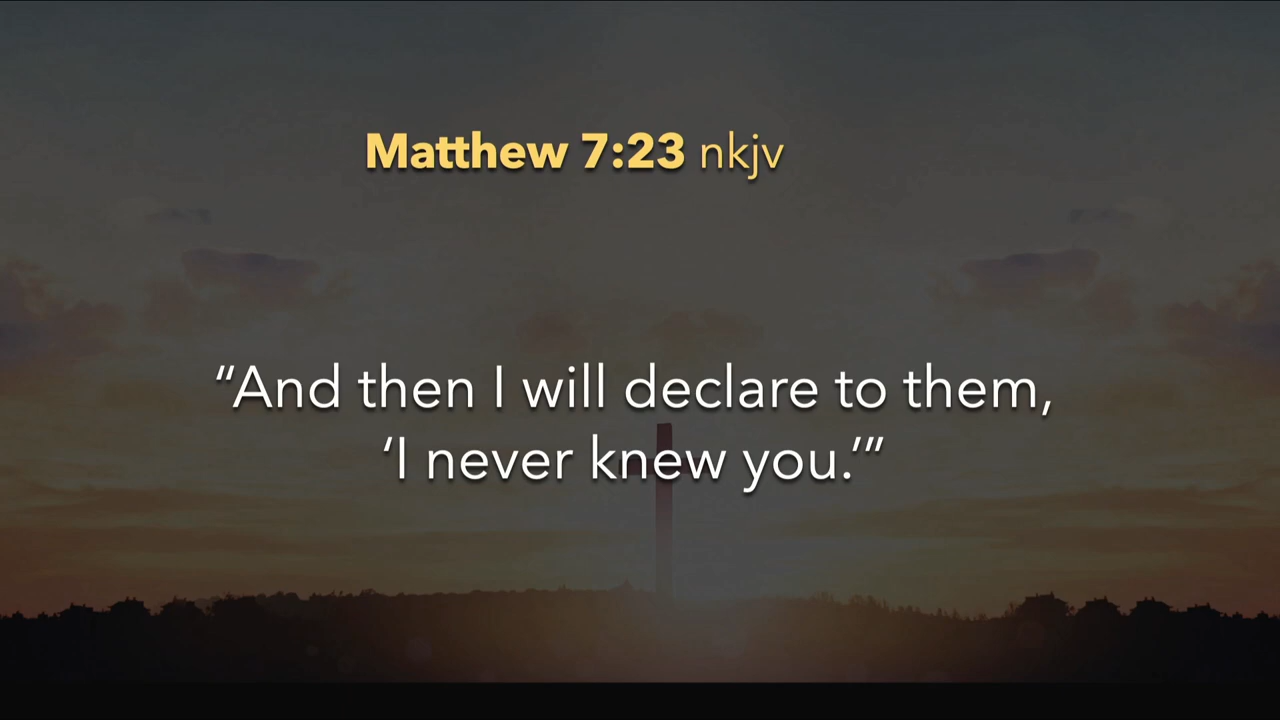 Matthew 7:23 nkjv
“And then I will declare to them,
‘I never knew you.’”